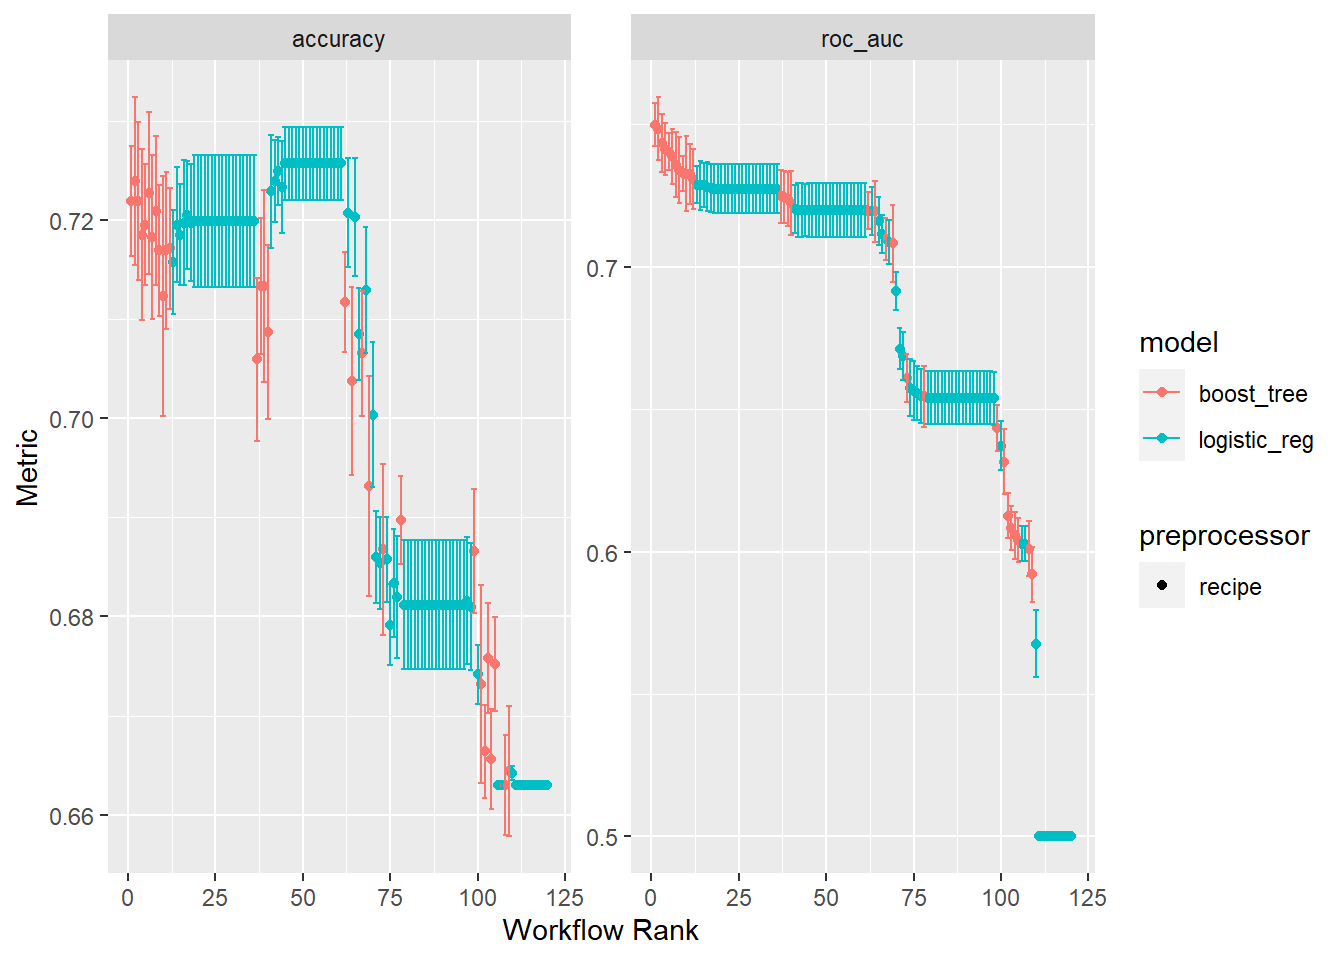 accuracy
roc_auc
0.72
0.70
0.68
0.66
0.7
0.6
0.5
0 25 50 75 100 125
0 25 50 75 100 125
Workflow Rank
Metric
model
boost_tree
logistic_reg
preprocessor
recipe